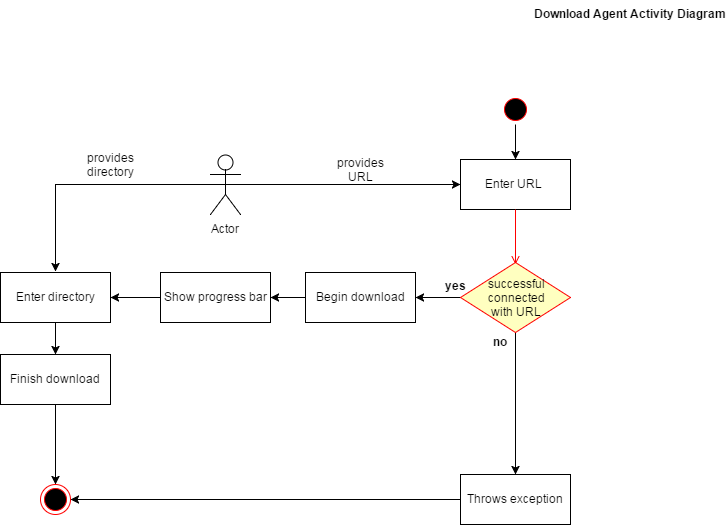 Download Agent Activity Diagram
provides
directory
provides
URL
Enter URL
Actor
Enter directory
Show progress bar
Begin download
yes
successful
connected
with URL
no
Finish download
Throws exception